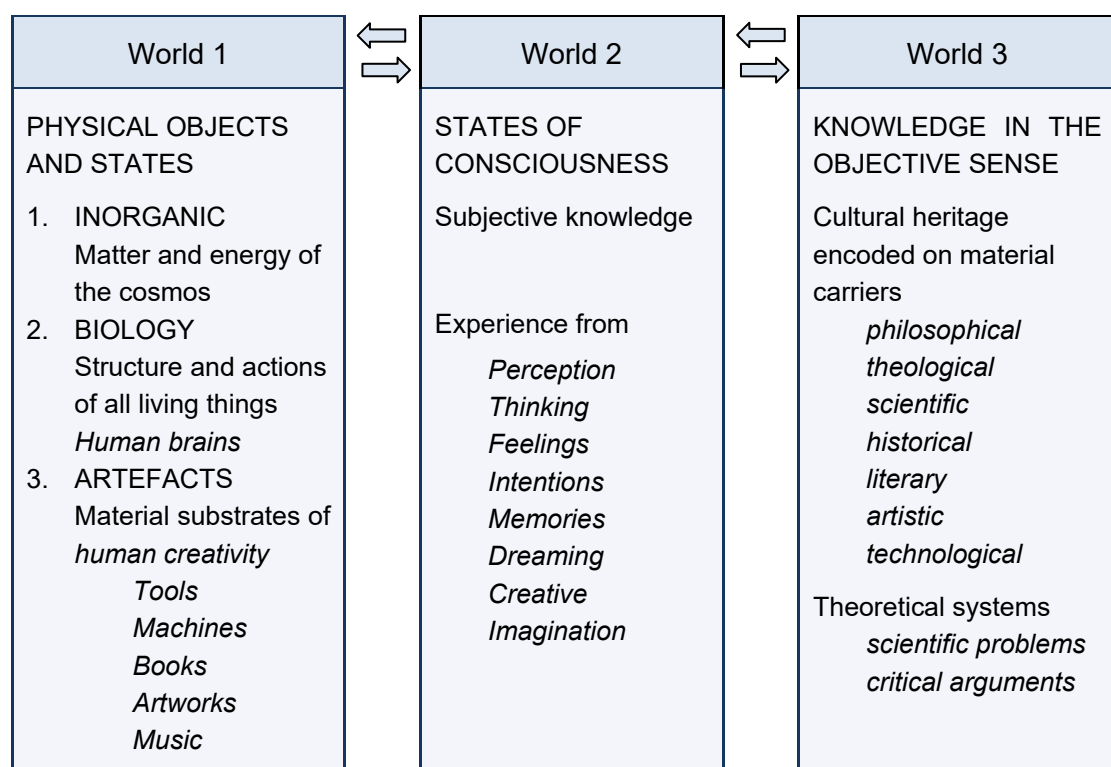 World 1
PHYSICAL OBJECTS
AND STATES
1. INORGANIC
Matter and energy of
the cosmos
2. BIOLOGY
Structure and actions
of all living things
Human brains
3. ARTEFACTS
Material substrates of
human creativity
Tools
Machines
Books
Artworks
Music
World 2
STATES OF
CONSCIOUSNESS
Subjective knowledge
Experience from
Perception
Thinking
Feelings
Intentions
Memories
Dreaming
Creative
Imagination
World 3
KNOWLEDGE IN THE
OBJECTIVE SENSE
Cultural heritage
encoded on material
carriers
philosophical
theological
scientific
historical
literary
artistic
technological
Theoretical systems
scientific problems
critical arguments